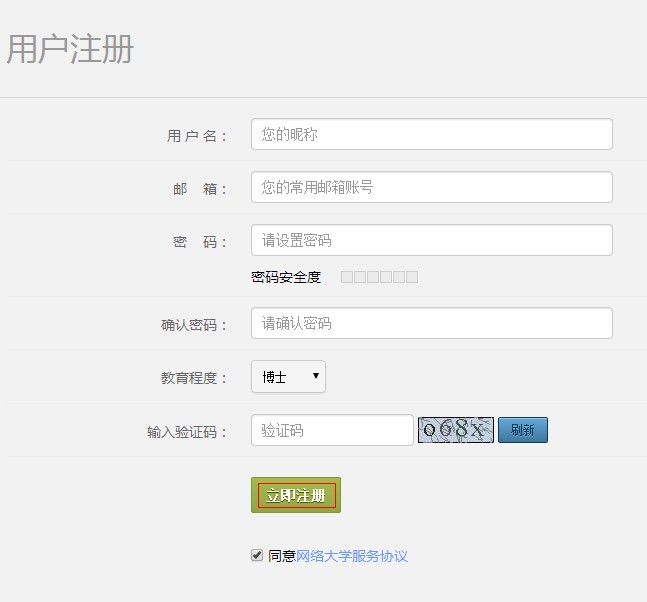 用户注册
用 户 名： 您的昵称
邮 箱： 您的常用邮箱账号
密 码： 请设置密码
密码安全度
确认密码： 请确认密码
教育程度： 博士
输入验证码： 验证码 o68x 刷新
立即注册
同意网络大学服务协议